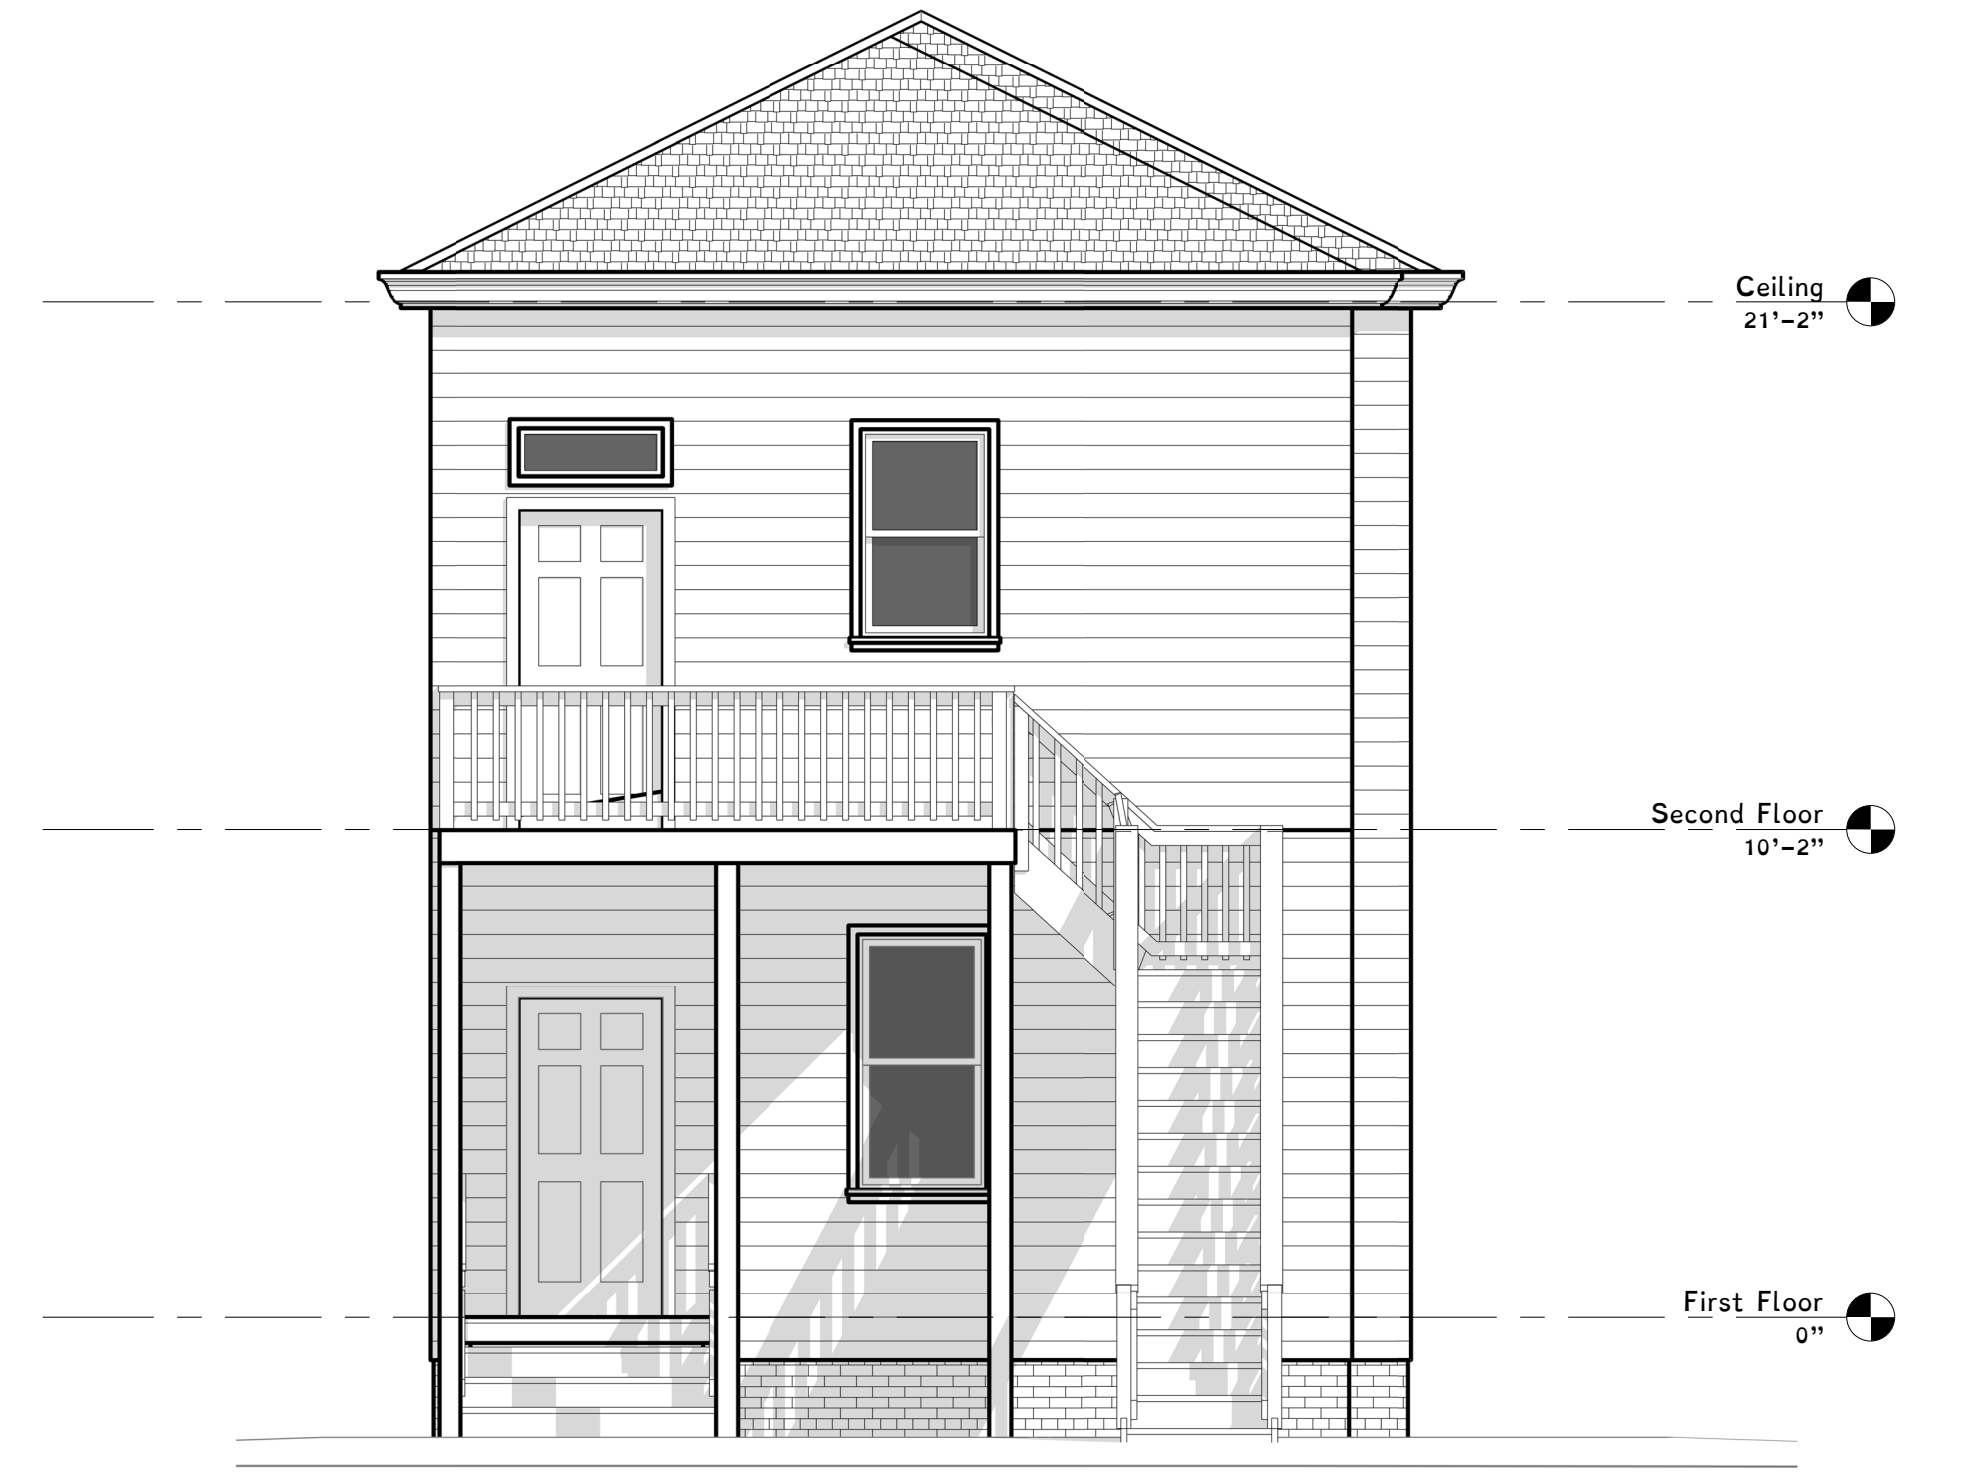 Ceiling
21’–2”
Second Floor
10’–2”
First Floor
0”